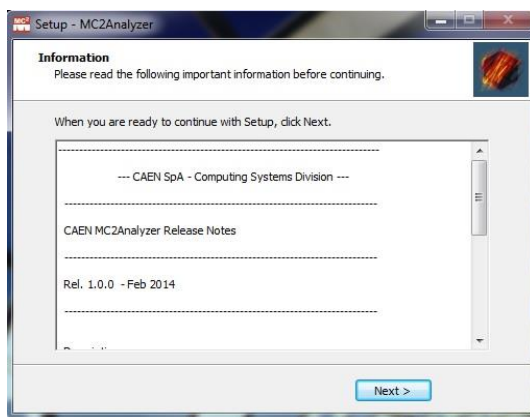 MC²
Setup - MC2Analyzer
Information
Please read the following important information before continuing.
When you are ready to continue with Setup, click Next.
--------------------------------------------------------------------------------
--- CAEN SpA - Computing Systems Division ---
--------------------------------------------------------------------------------
CAEN MC2Analyzer Release Notes
--------------------------------------------------------------------------------
Rel. 1.0.0 - Feb 2014
--------------------------------------------------------------------------------
Next >